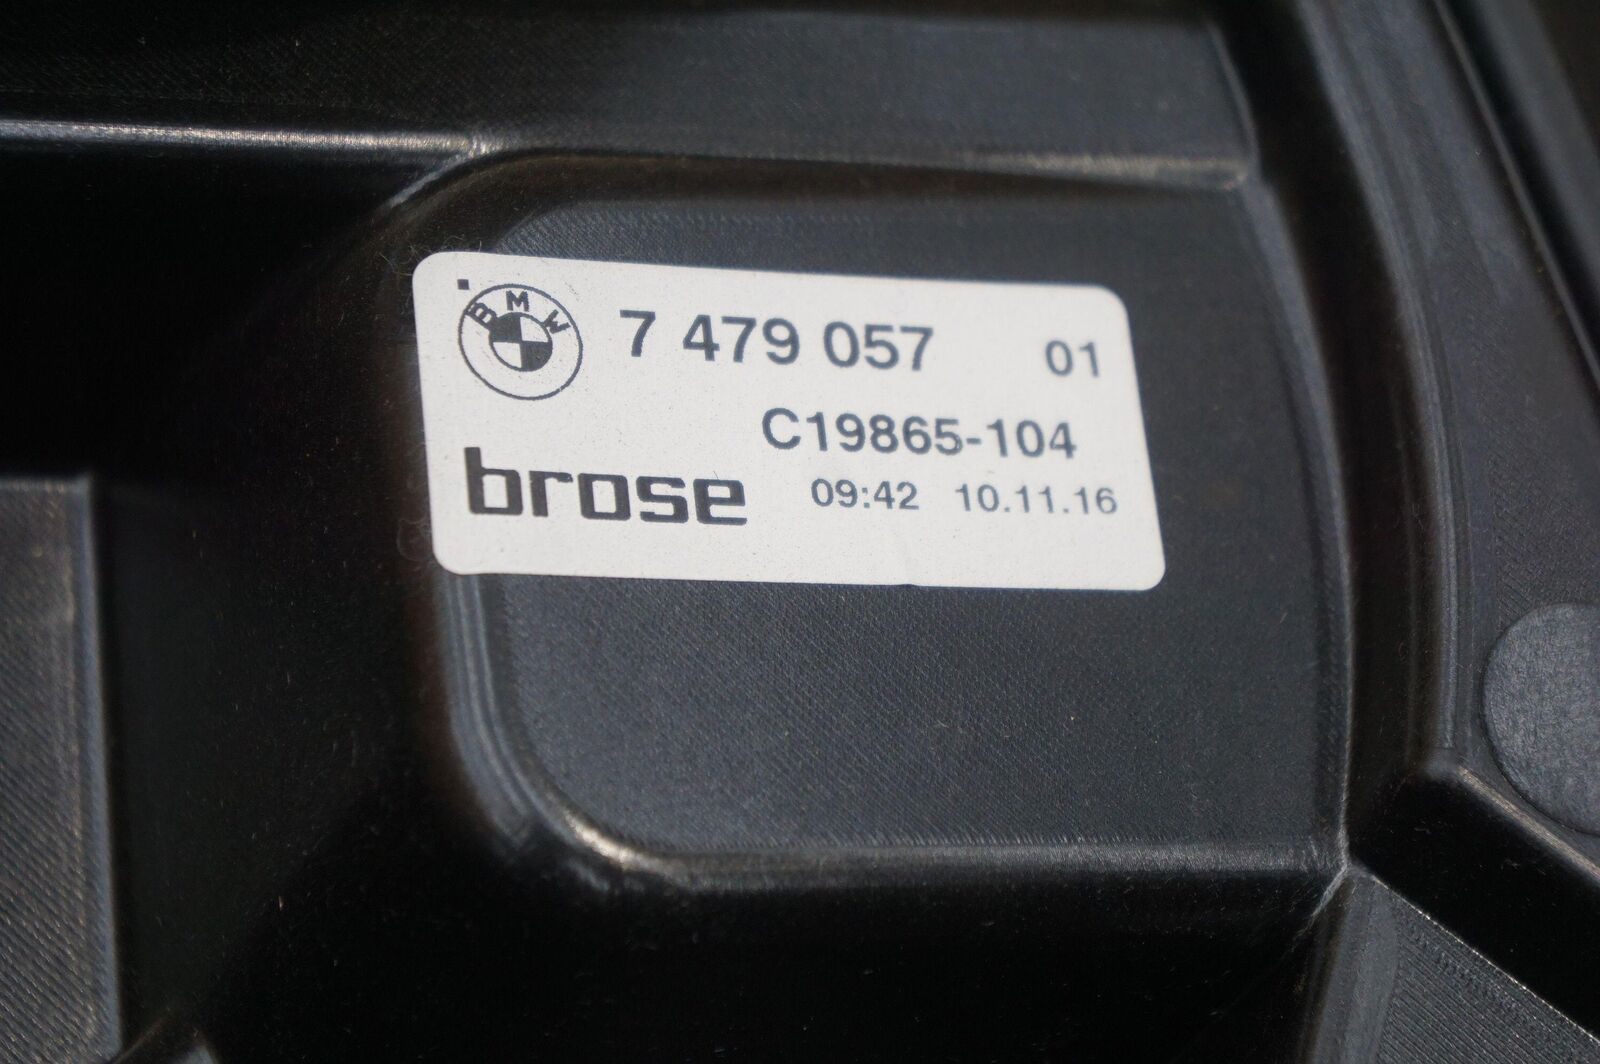 BMW 7 479 057 01
C19865-104
brose 09:42 10.11.16